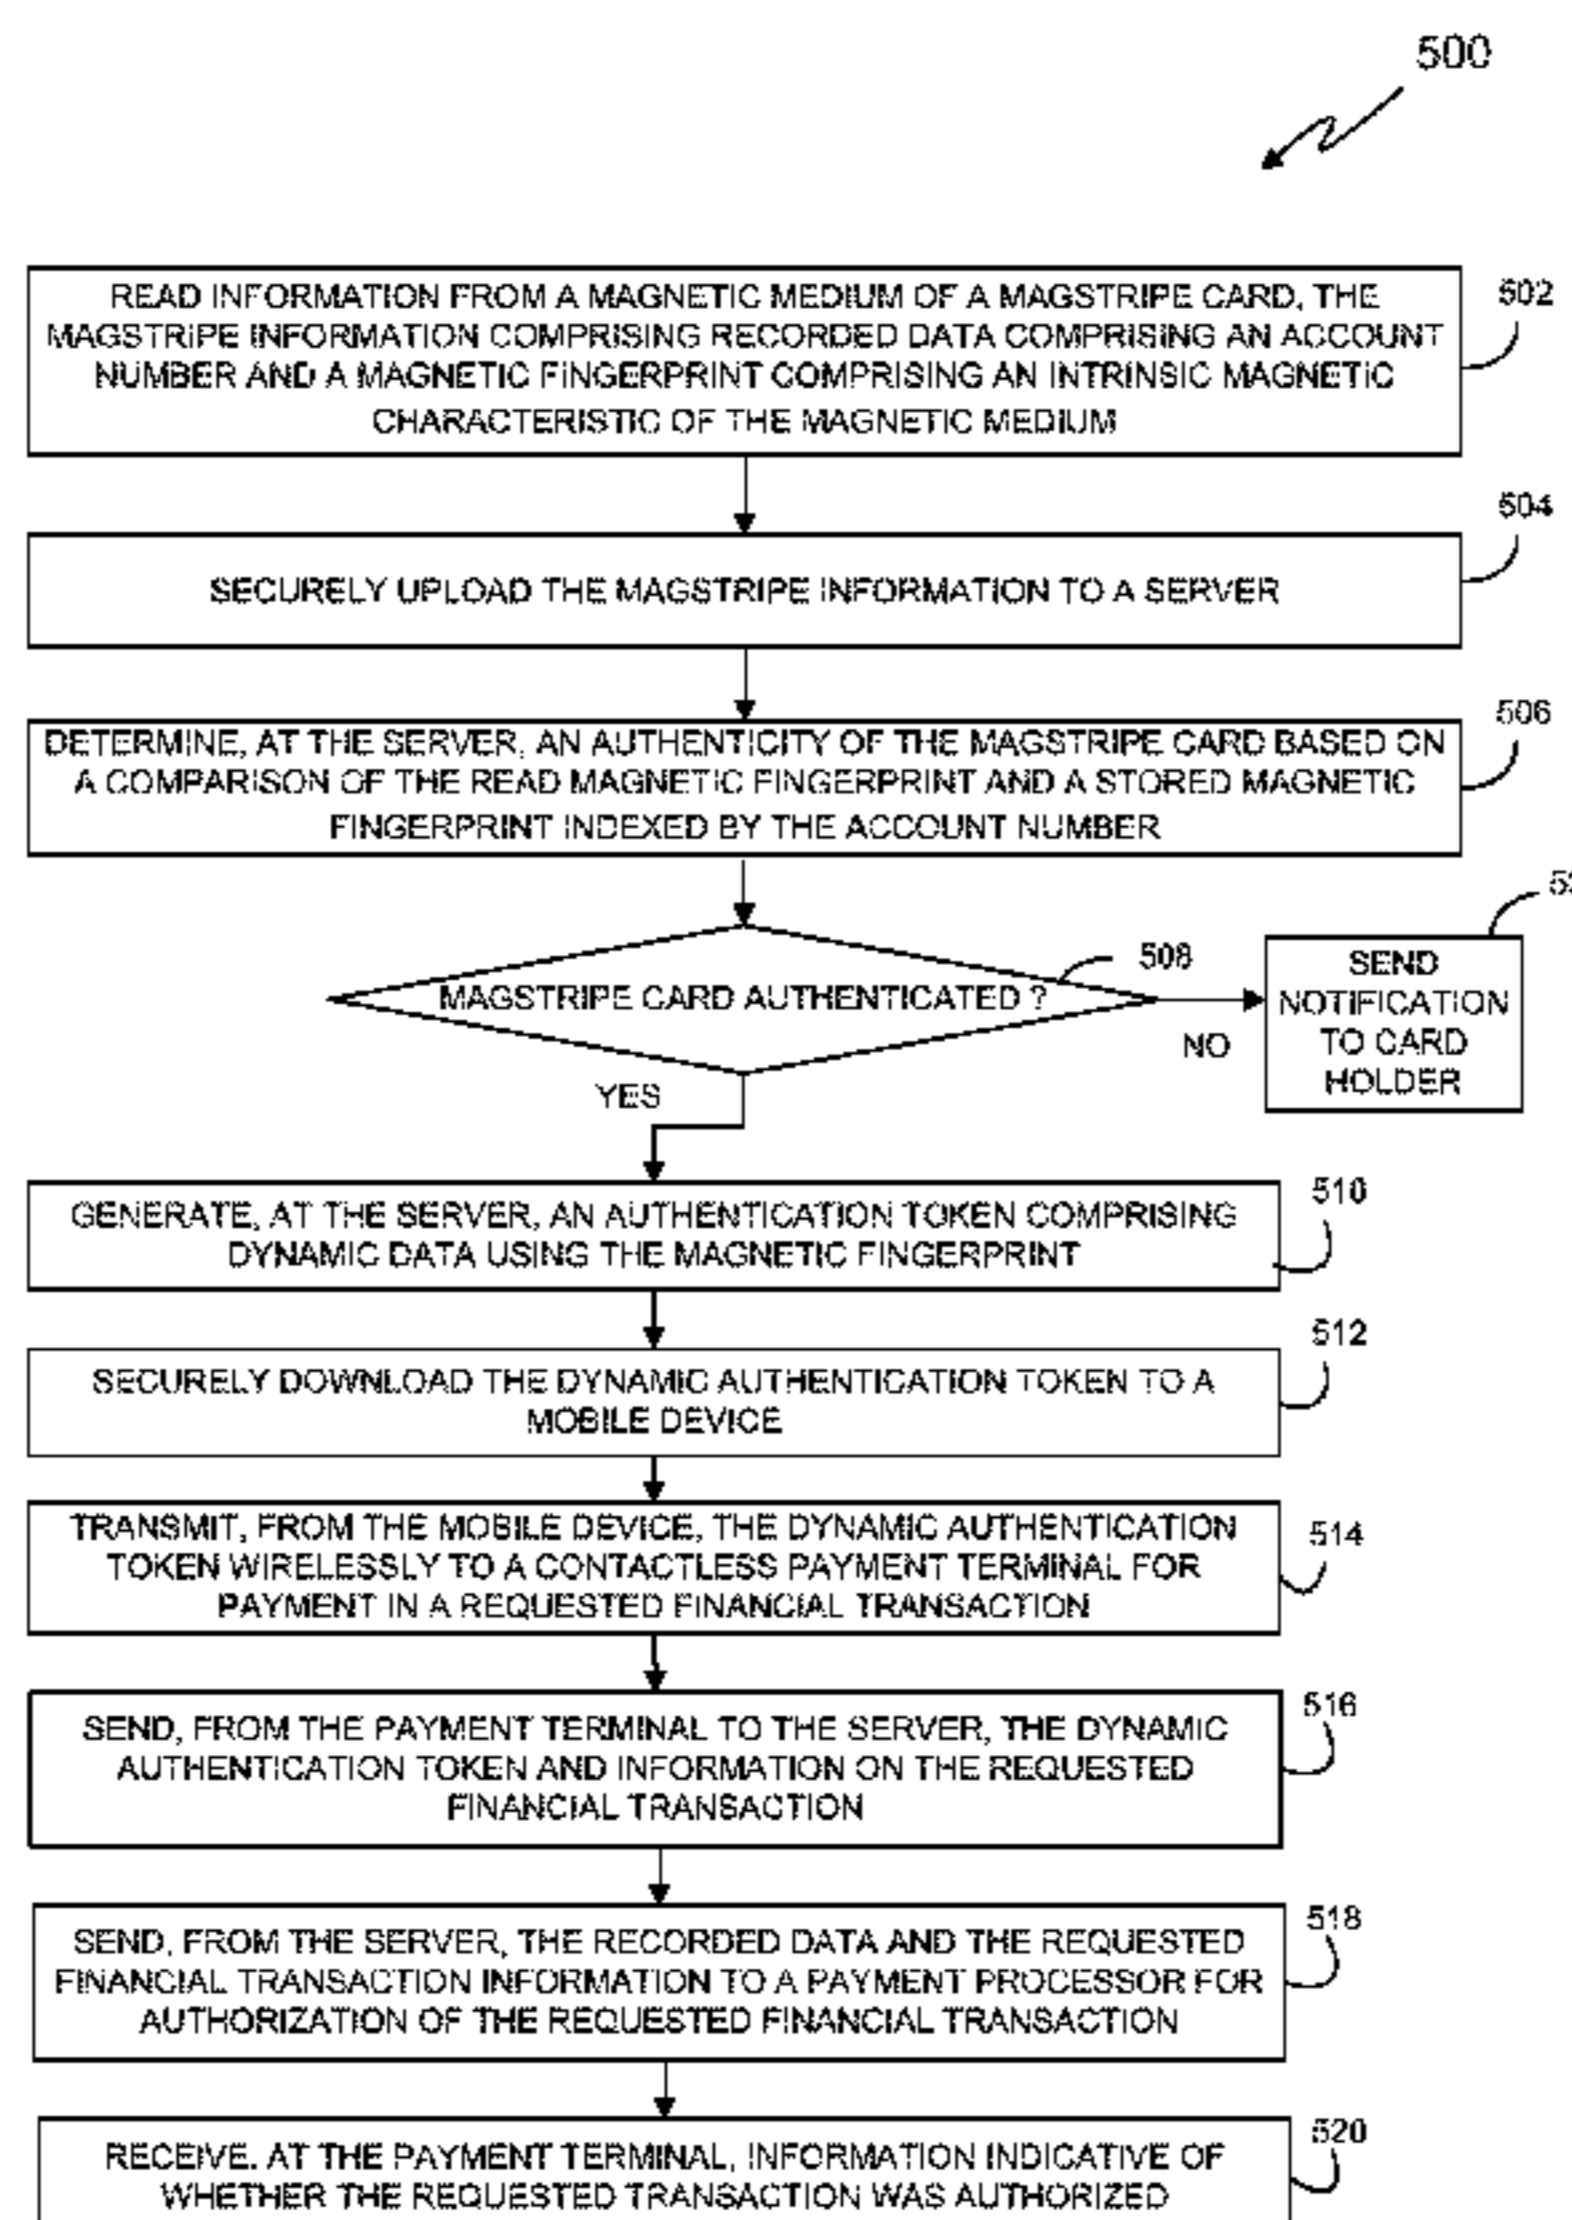 500
READ INFORMATION FROM A MAGNETIC MEDIUM OF A MAGSTRIPE CARD, THE
MAGSTRIPE INFORMATION COMPRISING RECORDED DATA COMPRISING AN ACCOUNT
NUMBER AND A MAGNETIC FINGERPRINT COMPRISING AN INTRINSIC MAGNETIC
CHARACTERISTIC OF THE MAGNETIC MEDIUM
502
SECURELY UPLOAD THE MAGSTRIPE INFORMATION TO A SERVER
504
DETERMINE, AT THE SERVER, AN AUTHENTICITY OF THE MAGSTRIPE CARD BASED ON
A COMPARISON OF THE READ MAGNETIC FINGERPRINT AND A STORED MAGNETIC
FINGERPRINT INDEXED BY THE ACCOUNT NUMBER
506
MAGSTRIPE CARD AUTHENTICATED ?
508
NO
SEND
NOTIFICATION
TO CARD
HOLDER
YES
GENERATE, AT THE SERVER, AN AUTHENTICATION TOKEN COMPRISING
DYNAMIC DATA USING THE MAGNETIC FINGERPRINT
510
SECURELY DOWNLOAD THE DYNAMIC AUTHENTICATION TOKEN TO A
MOBILE DEVICE
512
TRANSMIT, FROM THE MOBILE DEVICE, THE DYNAMIC AUTHENTICATION
TOKEN WIRELESSLY TO A CONTACTLESS PAYMENT TERMINAL FOR
PAYMENT IN A REQUESTED FINANCIAL TRANSACTION
514
SEND, FROM THE PAYMENT TERMINAL TO THE SERVER, THE DYNAMIC
AUTHENTICATION TOKEN AND INFORMATION ON THE REQUESTED
FINANCIAL TRANSACTION
516
SEND, FROM THE SERVER, THE RECORDED DATA AND THE REQUESTED
FINANCIAL TRANSACTION INFORMATION TO A PAYMENT PROCESSOR FOR
AUTHORIZATION OF THE REQUESTED FINANCIAL TRANSACTION
518
RECEIVE, AT THE PAYMENT TERMINAL, INFORMATION INDICATIVE OF
WHETHER THE REQUESTED TRANSACTION WAS AUTHORIZED
520